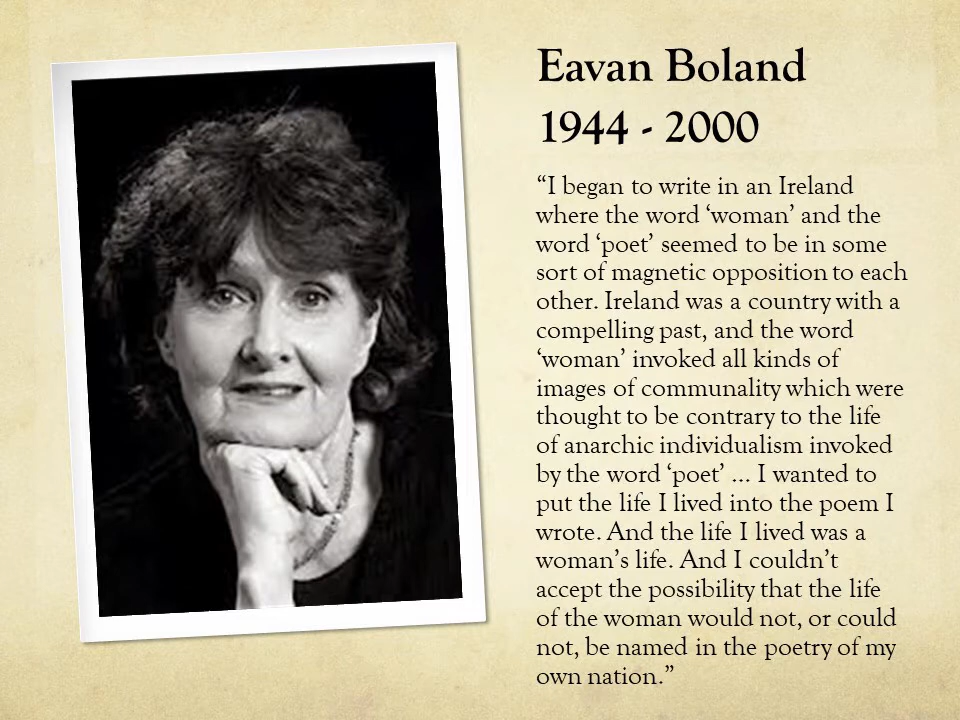 Eavan Boland
1944 - 2000
“I began to write in an Ireland
where the word ‘woman’ and the
word ‘poet’ seemed to be in some
sort of magnetic opposition to each
other. Ireland was a country with a
compelling past, and the word
‘woman’ invoked all kinds of
images of communality which were
thought to be contrary to the life
of anarchic individualism invoked
by the word ‘poet’ ... I wanted to
put the life I lived into the poem I
wrote. And the life I lived was a
woman’s life. And I couldn’t
accept the possibility that the life
of the woman would not, or could
not, be named in the poetry of my
own nation.”